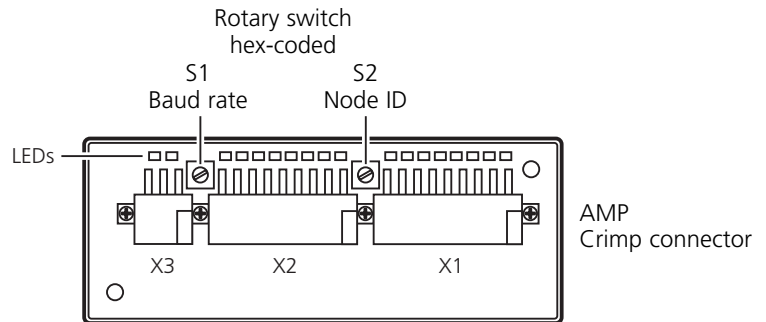 Rotary switch
hex-coded
S1
Baud rate
S2
Node ID
LEDs
AMP
Crimp connector
X3
X2
X1